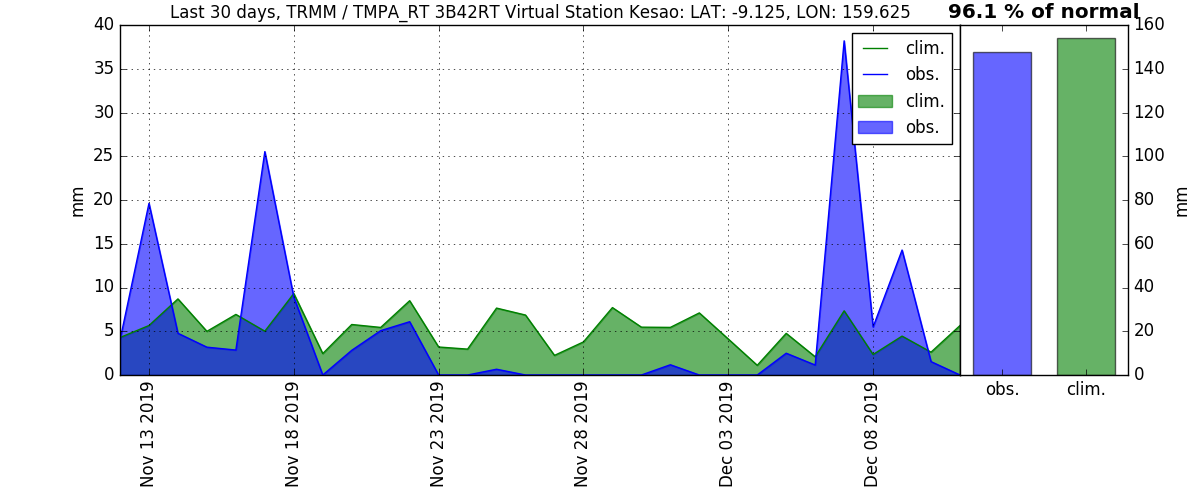 Last 30 days, TRMM / TMPA_RT 3B42RT Virtual Station Kesao: LAT: -9.125, LON: 159.625
96.1 % of normal
40
35
30
25
20
15
10
5
0
mm
clim.
obs.
clim.
obs.
160
140
120
100
80
60
40
20
0
mm
obs.
clim.
Nov 13 2019
Nov 18 2019
Nov 23 2019
Nov 28 2019
Dec 03 2019
Dec 08 2019